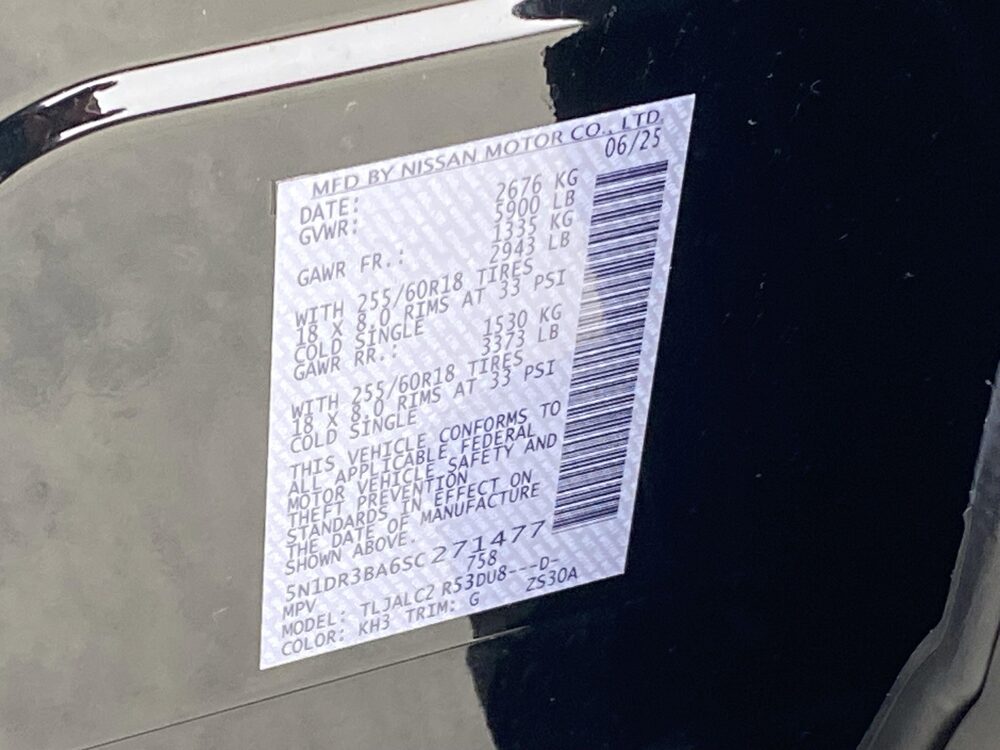 MFD BY NISSAN MOTOR CO., LTD.
DATE: 06/25
GVWR: 2676 KG
5900 LB
GAWR FR.: 1335 KG
2943 LB
WITH 255/60R18 TIRES
18 X 8.0 RIMS AT 33 PSI
COLD SINGLE
GAWR RR.: 1530 KG
3373 LB
WITH 255/60R18 TIRES
18 X 8.0 RIMS AT 33 PSI
COLD SINGLE
THIS VEHICLE CONFORMS TO
ALL APPLICABLE FEDERAL
MOTOR VEHICLE SAFETY AND
THEFT PREVENTION
STANDARDS IN EFFECT ON
THE DATE OF MANUFACTURE
SHOWN ABOVE.
5N1DR3BA6SC271477
MPV 758
MODEL: TLJALC2 R53DU8---D-
COLOR: KH3 TRIM: G ZS30A